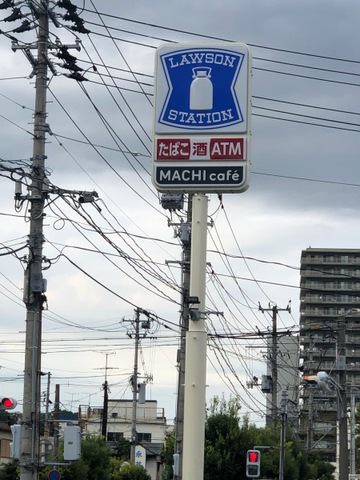 LAWSON
STATION
たばこ 酒 ATM
MACHI café